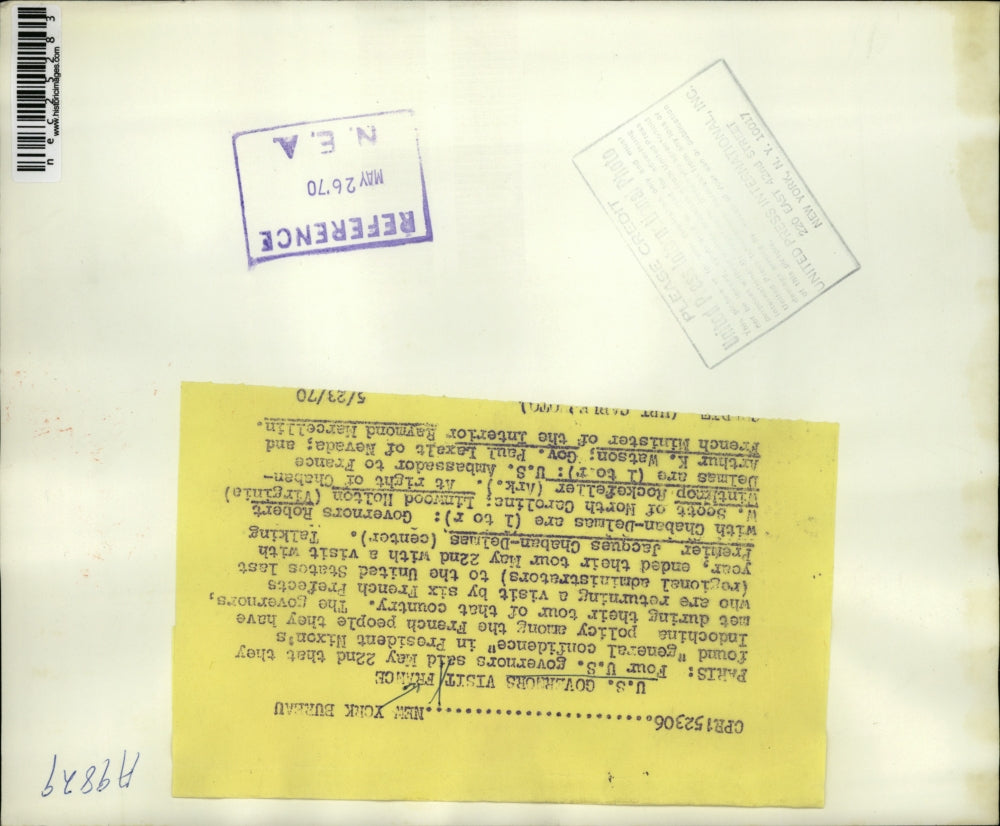 CPR152306........................NEW YORK BUREAU
U.S. GOVERNORS VISIT FRANCE
PARIS: Four U.S. governors said May 22nd that they
found "general confidence" in President Nixon's
Indochina policy among the French people they have
met during their tour of that country. The governors,
who are returning a visit by six French Prefects
(regional administrators) to the United States last
year, ended their tour May 22nd with a visit with
Premier Jacques Chaban-Delmas (center). Talking
with Chaban-Delmas are (l to r): Governors Robert
W. Scott of North Carolina; Linwood Holton (Virginia)
Winthrop Rockefeller (Ark.). At right of Chaban-
Delmas are (l to r): U.S. Ambassador to France
Arthur K. Watson; Gov. Paul Laxalt of Nevada; and
French Minister of the Interior Raymond Marcellin.
(UPI CABLEPHOTO) 5/23/70
REFERENCE
MAY 26'70
N. E. A.
PLEASE CREDIT
United Press International Photo
UNITED PRESS INTERNATIONAL, INC.
220 EAST 42nd STREET
NEW YORK, N. Y. 10017
A9829
www.historicimages.com
nec25283